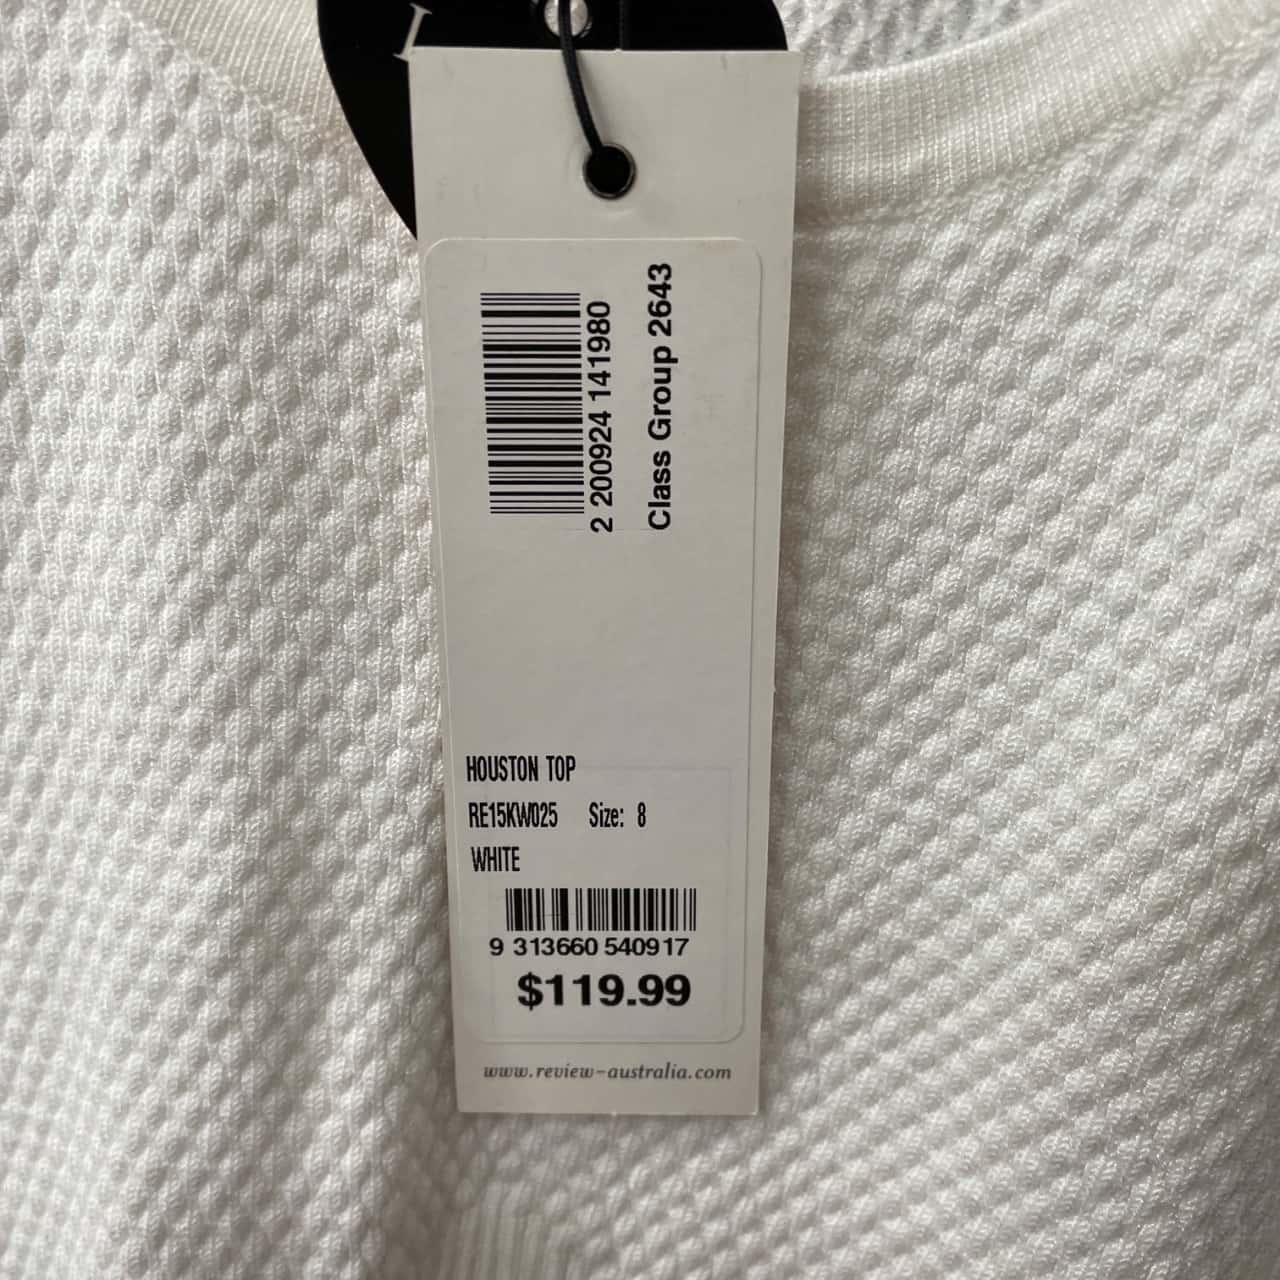 2 200924 141980
Class Group 2643
HOUSTON TOP
RE15KW025 Size: 8
WHITE
9 313660 540917
$119.99
www.review-australia.com